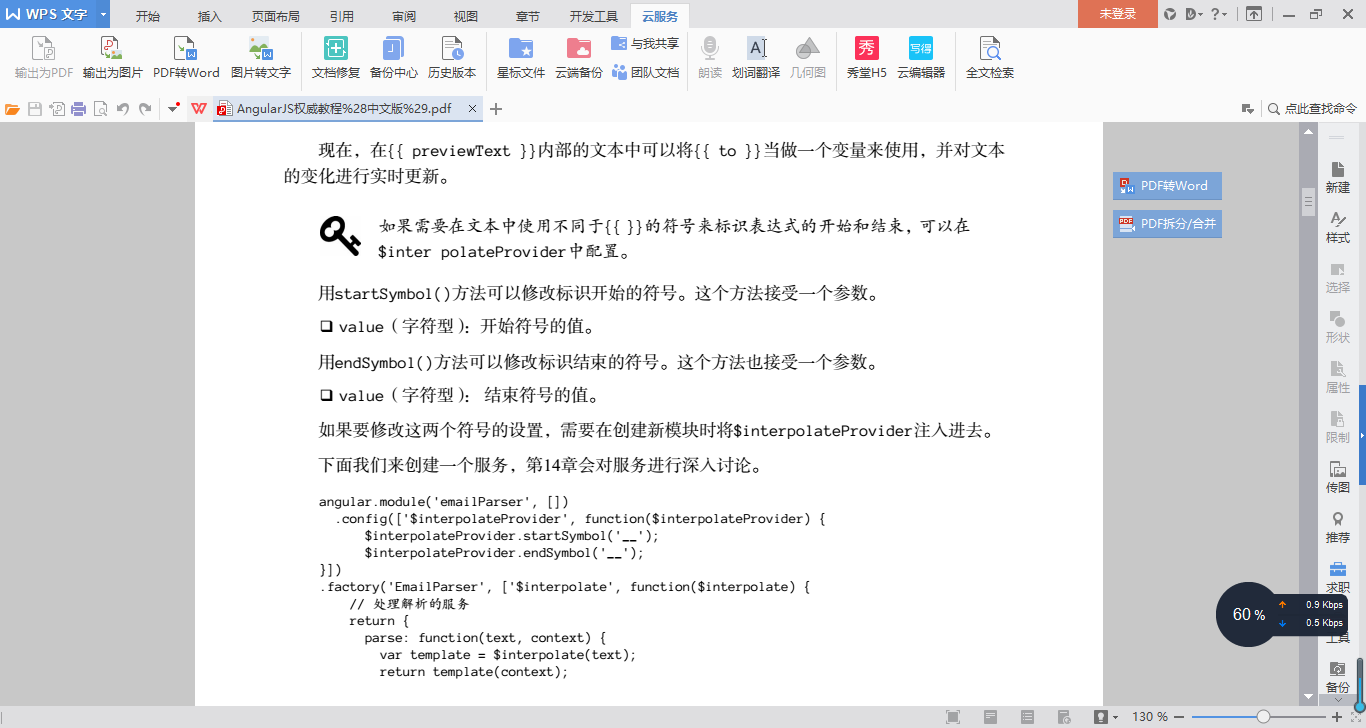 WPS 文字 开始 插入 页面布局 引用 审阅 视图 章节 开发工具 云服务 未登录
与我共享
团队文档
输出为PDF 输出为图片 PDF转Word 图片转文字 文档修复 备份中心 历史版本 星标文件 云端备份 朗读 划词翻译 几何图 秀堂H5 云编辑器 全文检索
AngularJS权威教程%28中文版%29.pdf 点此查找命令
现在，在{{ previewText }}内部的文本中可以将{{ to }}当做一个变量来使用，并对文本
的变化进行实时更新。
如果需要在文本中使用不同于{{ }}的符号来标识表达式的开始和结束，可以在
$inter polateProvider中配置。
用startSymbol()方法可以修改标识开始的符号。这个方法接受一个参数。
❑ value（字符型）：开始符号的值。
用endSymbol()方法可以修改标识结束的符号。这个方法也接受一个参数。
❑ value（字符型）： 结束符号的值。
如果要修改这两个符号的设置，需要在创建新模块时将$interpolateProvider注入进去。
下面我们来创建一个服务，第14章会对服务进行深入讨论。
angular.module('emailParser', [])
.config(['$interpolateProvider', function($interpolateProvider) {
$interpolateProvider.startSymbol('__');
$interpolateProvider.endSymbol('__');
}])
.factory('EmailParser', ['$interpolate', function($interpolate) {
// 处理解析的服务
return {
parse: function(text, context) {
var template = $interpolate(text);
return template(context);
PDF转Word
PDF拆分/合并
新建
样式
选择
形状
属性
限制
传图
推荐
求职
工具
备份
60 %
0.9 Kbps
0.5 Kbps
130 %